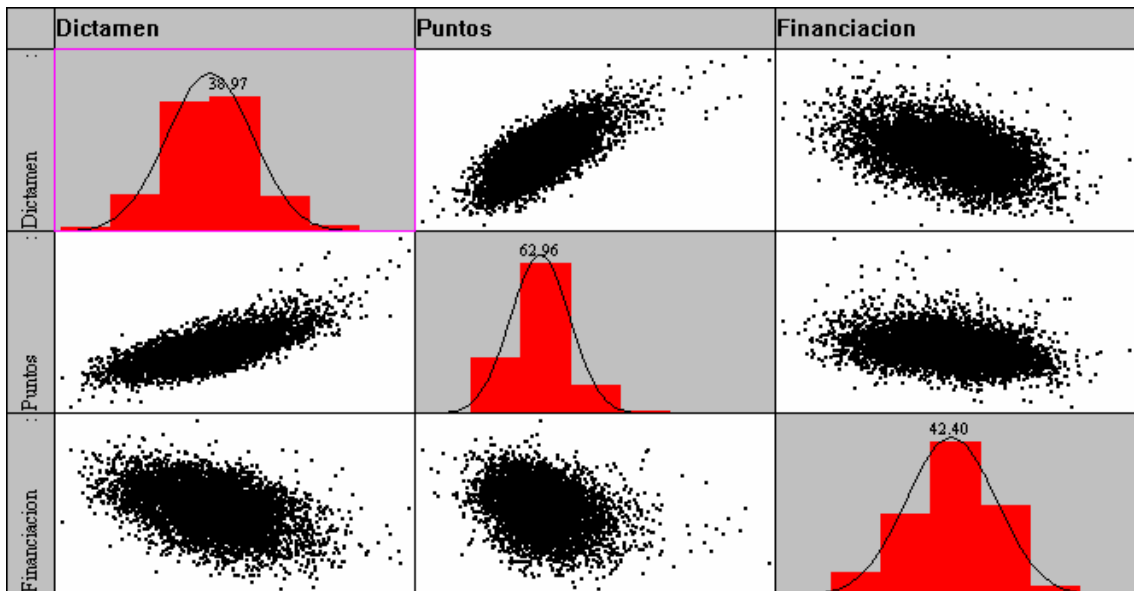 Dictamen
Puntos
Financiacion
Dictamen
38.97
Puntos
62.96
Financiacion
42.40